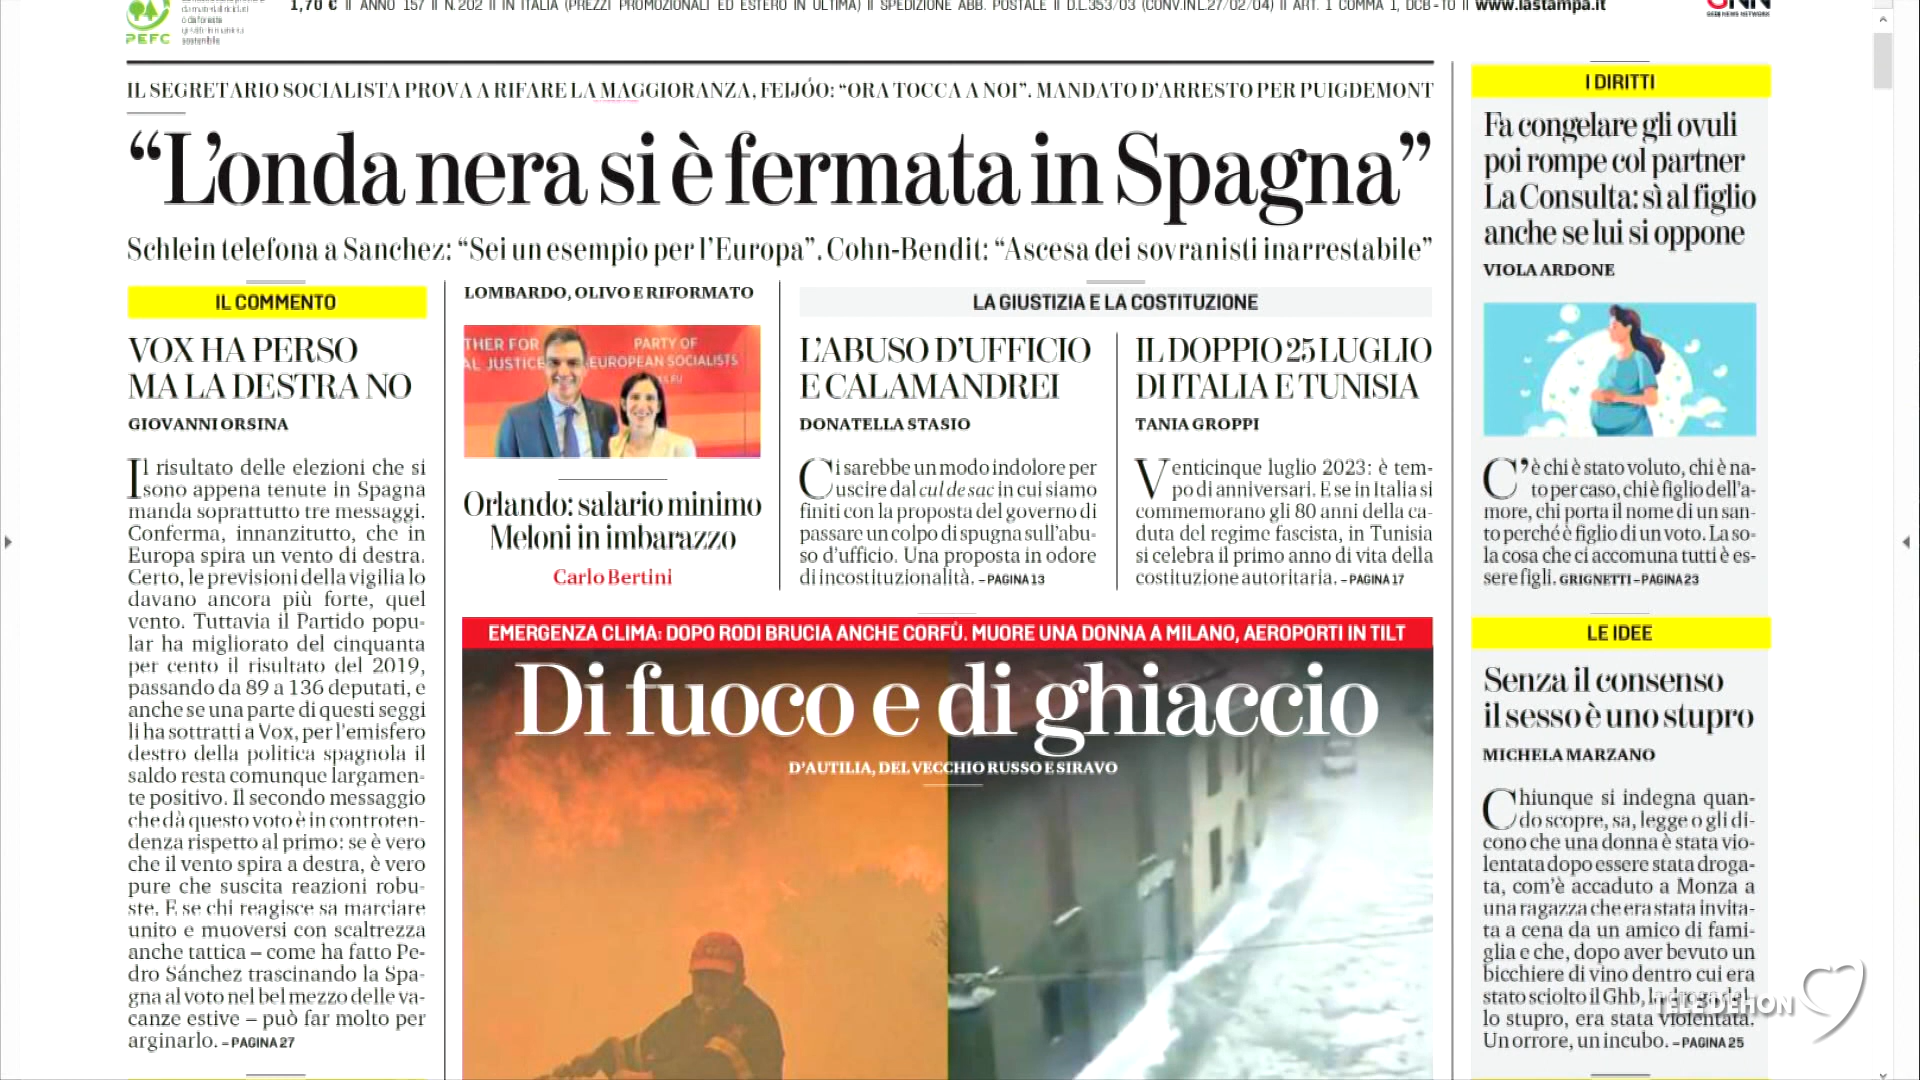 PEFC
1,70 € II ANNO 157 II N.202 II IN ITALIA (PREZZI PROMOZIONALI ED ESTERO IN ULTIMA) II SPEDIZIONE ABB. POSTALE II D.L.353/03 (CONV.IN L.27/02/04) II ART. 1 COMMA 1, DCB - TO II www.lastampa.it
GNN
GEDI NEWS NETWORK
IL SEGRETARIO SOCIALISTA PROVA A RIFARE LA MAGGIORANZA, FEIJÓO: “ORA TOCCA A NOI”. MANDATO D’ARRESTO PER PUIGDEMONT
“L’onda nera si è fermata in Spagna”
Schlein telefona a Sanchez: “Sei un esempio per l’Europa”. Cohn-Bendit: “Ascesa dei sovranisti inarrestabile”
IL COMMENTO
VOX HA PERSO
MA LA DESTRA NO
GIOVANNI ORSINA
Il risultato delle elezioni che si
sono appena tenute in Spagna
manda soprattutto tre messaggi.
Conferma, innanzitutto, che in
Europa spira un vento di destra.
Certo, le previsioni della vigilia lo
davano ancora più forte, quel
vento. Tuttavia il Partido popu-
lar ha migliorato del cinquanta
per cento il risultato del 2019,
passando da 89 a 136 deputati, e
anche se una parte di questi seggi
li ha sottratti a Vox, per l’emisfero
destro della politica spagnola il
saldo resta comunque largamen-
te positivo. Il secondo messaggio
che dà questo voto è in controten-
denza rispetto al primo: se è vero
che il vento spira a destra, è vero
pure che suscita reazioni robu-
ste. E se chi reagisce sa marciare
unito e muoversi con scaltrezza
anche tattica – come ha fatto Pe-
dro Sánchez trascinando la Spa-
gna al voto nel bel mezzo delle va-
canze estive – può far molto per
arginarlo. – PAGINA 27
LOMBARDO, OLIVO E RIFORMATO
THER FOR
AL JUSTICE
PARTY OF
EUROPEAN SOCIALISTS
Orlando: salario minimo
Meloni in imbarazzo
Carlo Bertini
LA GIUSTIZIA E LA COSTITUZIONE
L’ABUSO D’UFFICIO
E CALAMANDREI
DONATELLA STASIO
Ci sarebbe un modo indolore per
uscire dal cul de sac in cui siamo
finiti con la proposta del governo di
passare un colpo di spugna sull’abu-
so d’ufficio. Una proposta in odore
di incostituzionalità. – PAGINA 13
IL DOPPIO 25 LUGLIO
DI ITALIA E TUNISIA
TANIA GROPPI
Venticinque luglio 2023: è tem-
po di anniversari. E se in Italia si
commemorano gli 80 anni della ca-
duta del regime fascista, in Tunisia
si celebra il primo anno di vita della
costituzione autoritaria. – PAGINA 17
EMERGENZA CLIMA: DOPO RODI BRUCIA ANCHE CORFÙ. MUORE UNA DONNA A MILANO, AEROPORTI IN TILT
Di fuoco e di ghiaccio
D’AUTILIA, DEL VECCHIO RUSSO E SIRAVO
I DIRITTI
Fa congelare gli ovuli
poi rompe col partner
La Consulta: sì al figlio
anche se lui si oppone
VIOLA ARDONE
C’è chi è stato voluto, chi è na-
to per caso, chi è figlio dell’a-
more, chi porta il nome di un san-
to perché è figlio di un voto. La so-
la cosa che ci accomuna tutti è es-
sere figli. GRIGNETTI – PAGINA 23
LE IDEE
Senza il consenso
il sesso è uno stupro
MICHELA MARZANO
Chiunque si indegna quan-
do scopre, sa, legge o gli di-
cono che una donna è stata vio-
lentata dopo essere stata droga-
ta, com’è accaduto a Monza a
una ragazza che era stata invita-
ta a cena da un amico di fami-
glia e che, dopo aver bevuto un
bicchiere di vino dentro cui era
stato sciolto il Ghb, la droga del-
lo stupro, era stata violentata.
Un orrore, un incubo. – PAGINA 25
TELEDEHON